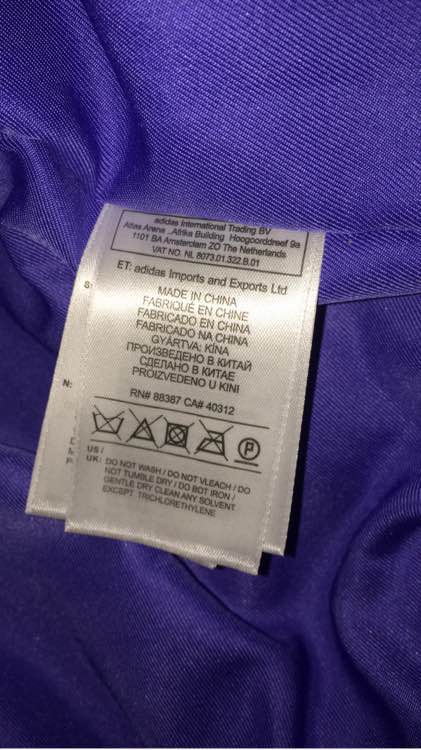 adidas International Trading BV
Atlas Arena ..Afrika Building Hoogoorddreef 9a
1101 BA Amsterdam ZO The Netherlands
VAT NO. NL 8073.01.322.B.01
ET: adidas Imports and Exports Ltd
S
MADE IN CHINA
FABRIQUÉ EN CHINE
FABRICADO EN CHINA
FABRICADO NA CHINA
GYÁRTVA: KÍNA
ПРОИЗВЕДЕНО В КИТАЙ
СДЕЛАНО В КИТАЕ
PROIZVEDENO U KINI
N:
RN# 88387 CA# 40312
P
US /
UK: DO NOT WASH / DO NOT VLEACH / DO
NOT TUMBLE DRY / DO BOT IRON /
GENTLE DRY CLEAN ANY SOLVENT
EXCEPT TRICHLORETHYLENE